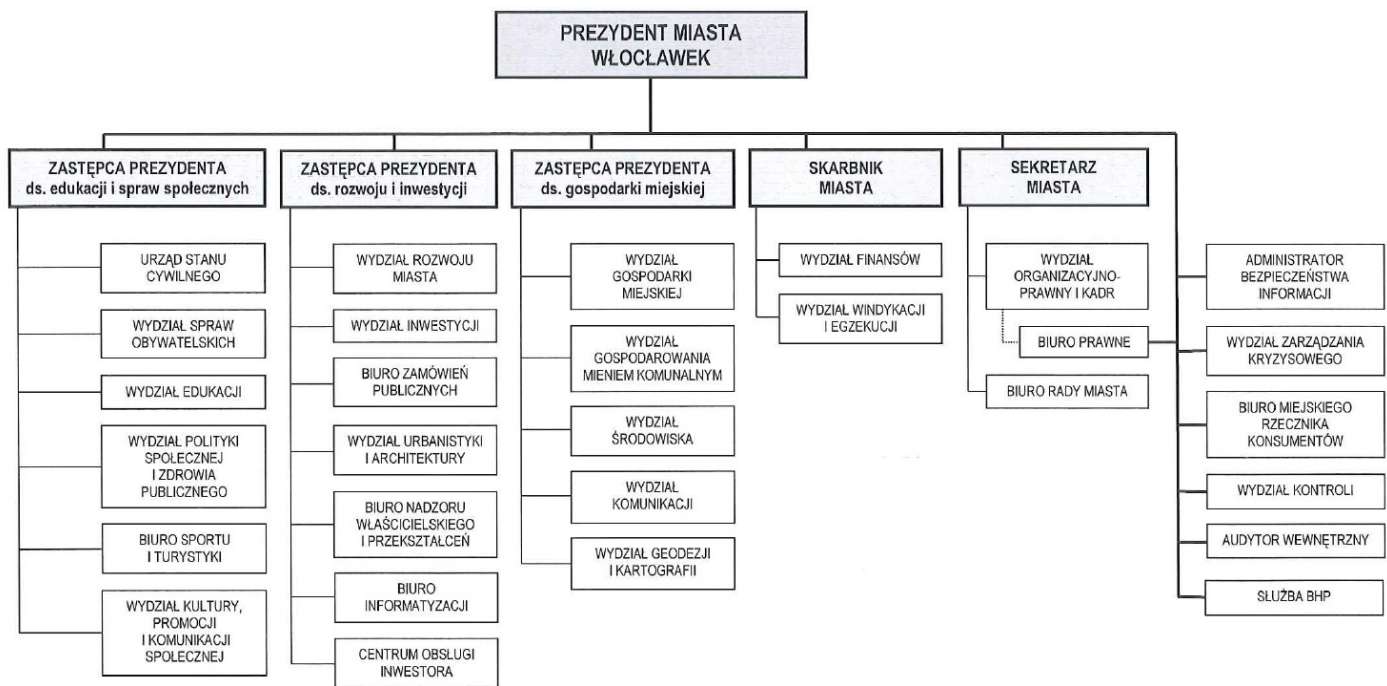 PREZYDENT MIASTA
WŁOCŁAWEK
ZASTĘPCA PREZYDENTA
ds. edukacji i spraw społecznych
URZĄD STANU
CYWILNEGO
WYDZIAŁ SPRAW
OBYWATELSKICH
WYDZIAŁ EDUKACJI
WYDZIAŁ POLITYKI
SPOŁECZNEJ
I ZDROWIA
PUBLICZNEGO
BIURO SPORTU
I TURYSTYKI
WYDZIAŁ KULTURY,
PROMOCJI
I KOMUNIKACJI
SPOŁECZNEJ
ZASTĘPCA PREZYDENTA
ds. rozwoju i inwestycji
WYDZIAŁ ROZWOJU
MIASTA
WYDZIAŁ INWESTYCJI
BIURO ZAMÓWIEŃ
PUBLICZNYCH
WYDZIAŁ URBANISTYKI
I ARCHITEKTURY
BIURO NADZORU
WŁAŚCICIELSKIEGO
I PRZEKSZTAŁCEŃ
BIURO
INFORMATYZACJI
CENTRUM OBSŁUGI
INWESTORA
ZASTĘPCA PREZYDENTA
ds. gospodarki miejskiej
WYDZIAŁ
GOSPODARKI
MIEJSKIEJ
WYDZIAŁ
GOSPODAROWANIA
MIENIEM KOMUNALNYM
WYDZIAŁ
ŚRODOWISKA
WYDZIAŁ
KOMUNIKACJI
WYDZIAŁ GEODEZJI
I KARTOGRAFII
SKARBNIK
MIASTA
WYDZIAŁ FINANSÓW
WYDZIAŁ WINDYKACJI
I EGZEKUCJI
SEKRETARZ
MIASTA
WYDZIAŁ
ORGANIZACYJNO-
PRAWNY I KADR
BIURO PRAWNE
BIURO RADY MIASTA
ADMINISTRATOR
BEZPIECZEŃSTWA
INFORMACJI
WYDZIAŁ ZARZĄDZANIA
KRYZYSOWEGO
BIURO MIEJSKIEGO
RZECZNIKA
KONSUMENTÓW
WYDZIAŁ KONTROLI
AUDYTOR WEWNĘTRZNY
SŁUŻBA BHP